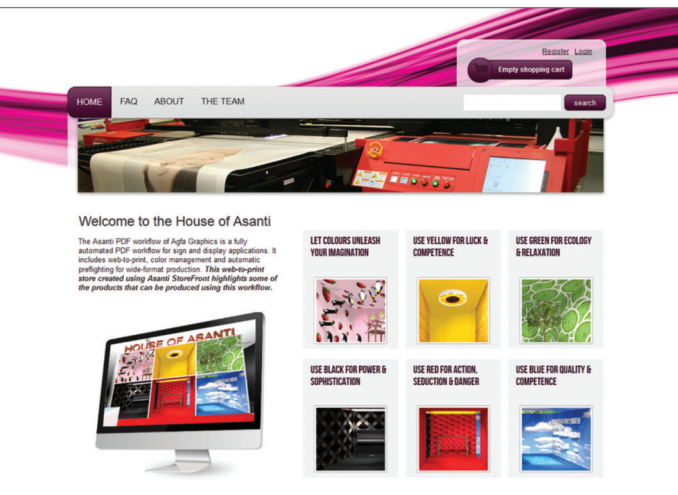 Register Login
Empty shopping cart
HOME FAQ ABOUT THE TEAM
search
Welcome to the House of Asanti
The Asanti PDF workflow of Agfa Graphics is a fully
automated PDF workflow for sign and display applications. It
includes web-to-print, color management and automatic
preflighting for wide-format production. This web-to-print
store created using Asanti StoreFront highlights some of
the products that can be produced using this workflow.
HOUSE OF ASANTI
LET COLOURS UNLEASH
YOUR IMAGINATION
USE YELLOW FOR LUCK &
COMPETENCE
USE GREEN FOR ECOLOGY
& RELAXATION
USE BLACK FOR POWER &
SOPHISTICATION
USE RED FOR ACTION,
SEDUCTION & DANGER
USE BLUE FOR QUALITY &
COMPETENCE